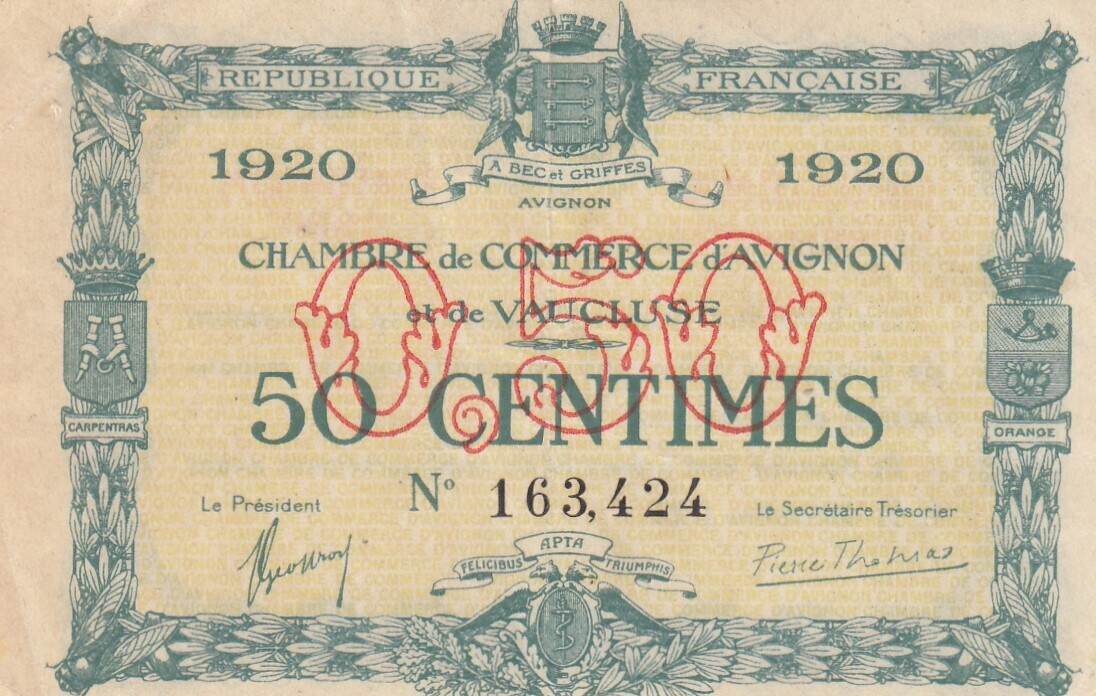 REPUBLIQUE FRANÇAISE
1920 1920
A BEC et GRIFFES
AVIGNON
CHAMBRE de COMMERCE d'AVIGNON
et de VAUCLUSE
0,50
50 CENTIMES
CARPENTRAS
ORANGE
Nº 163,424
Le Président
Le Secrétaire Trésorier
Pierre Thomas
APTA
FELICIBUS TRIUMPHIS